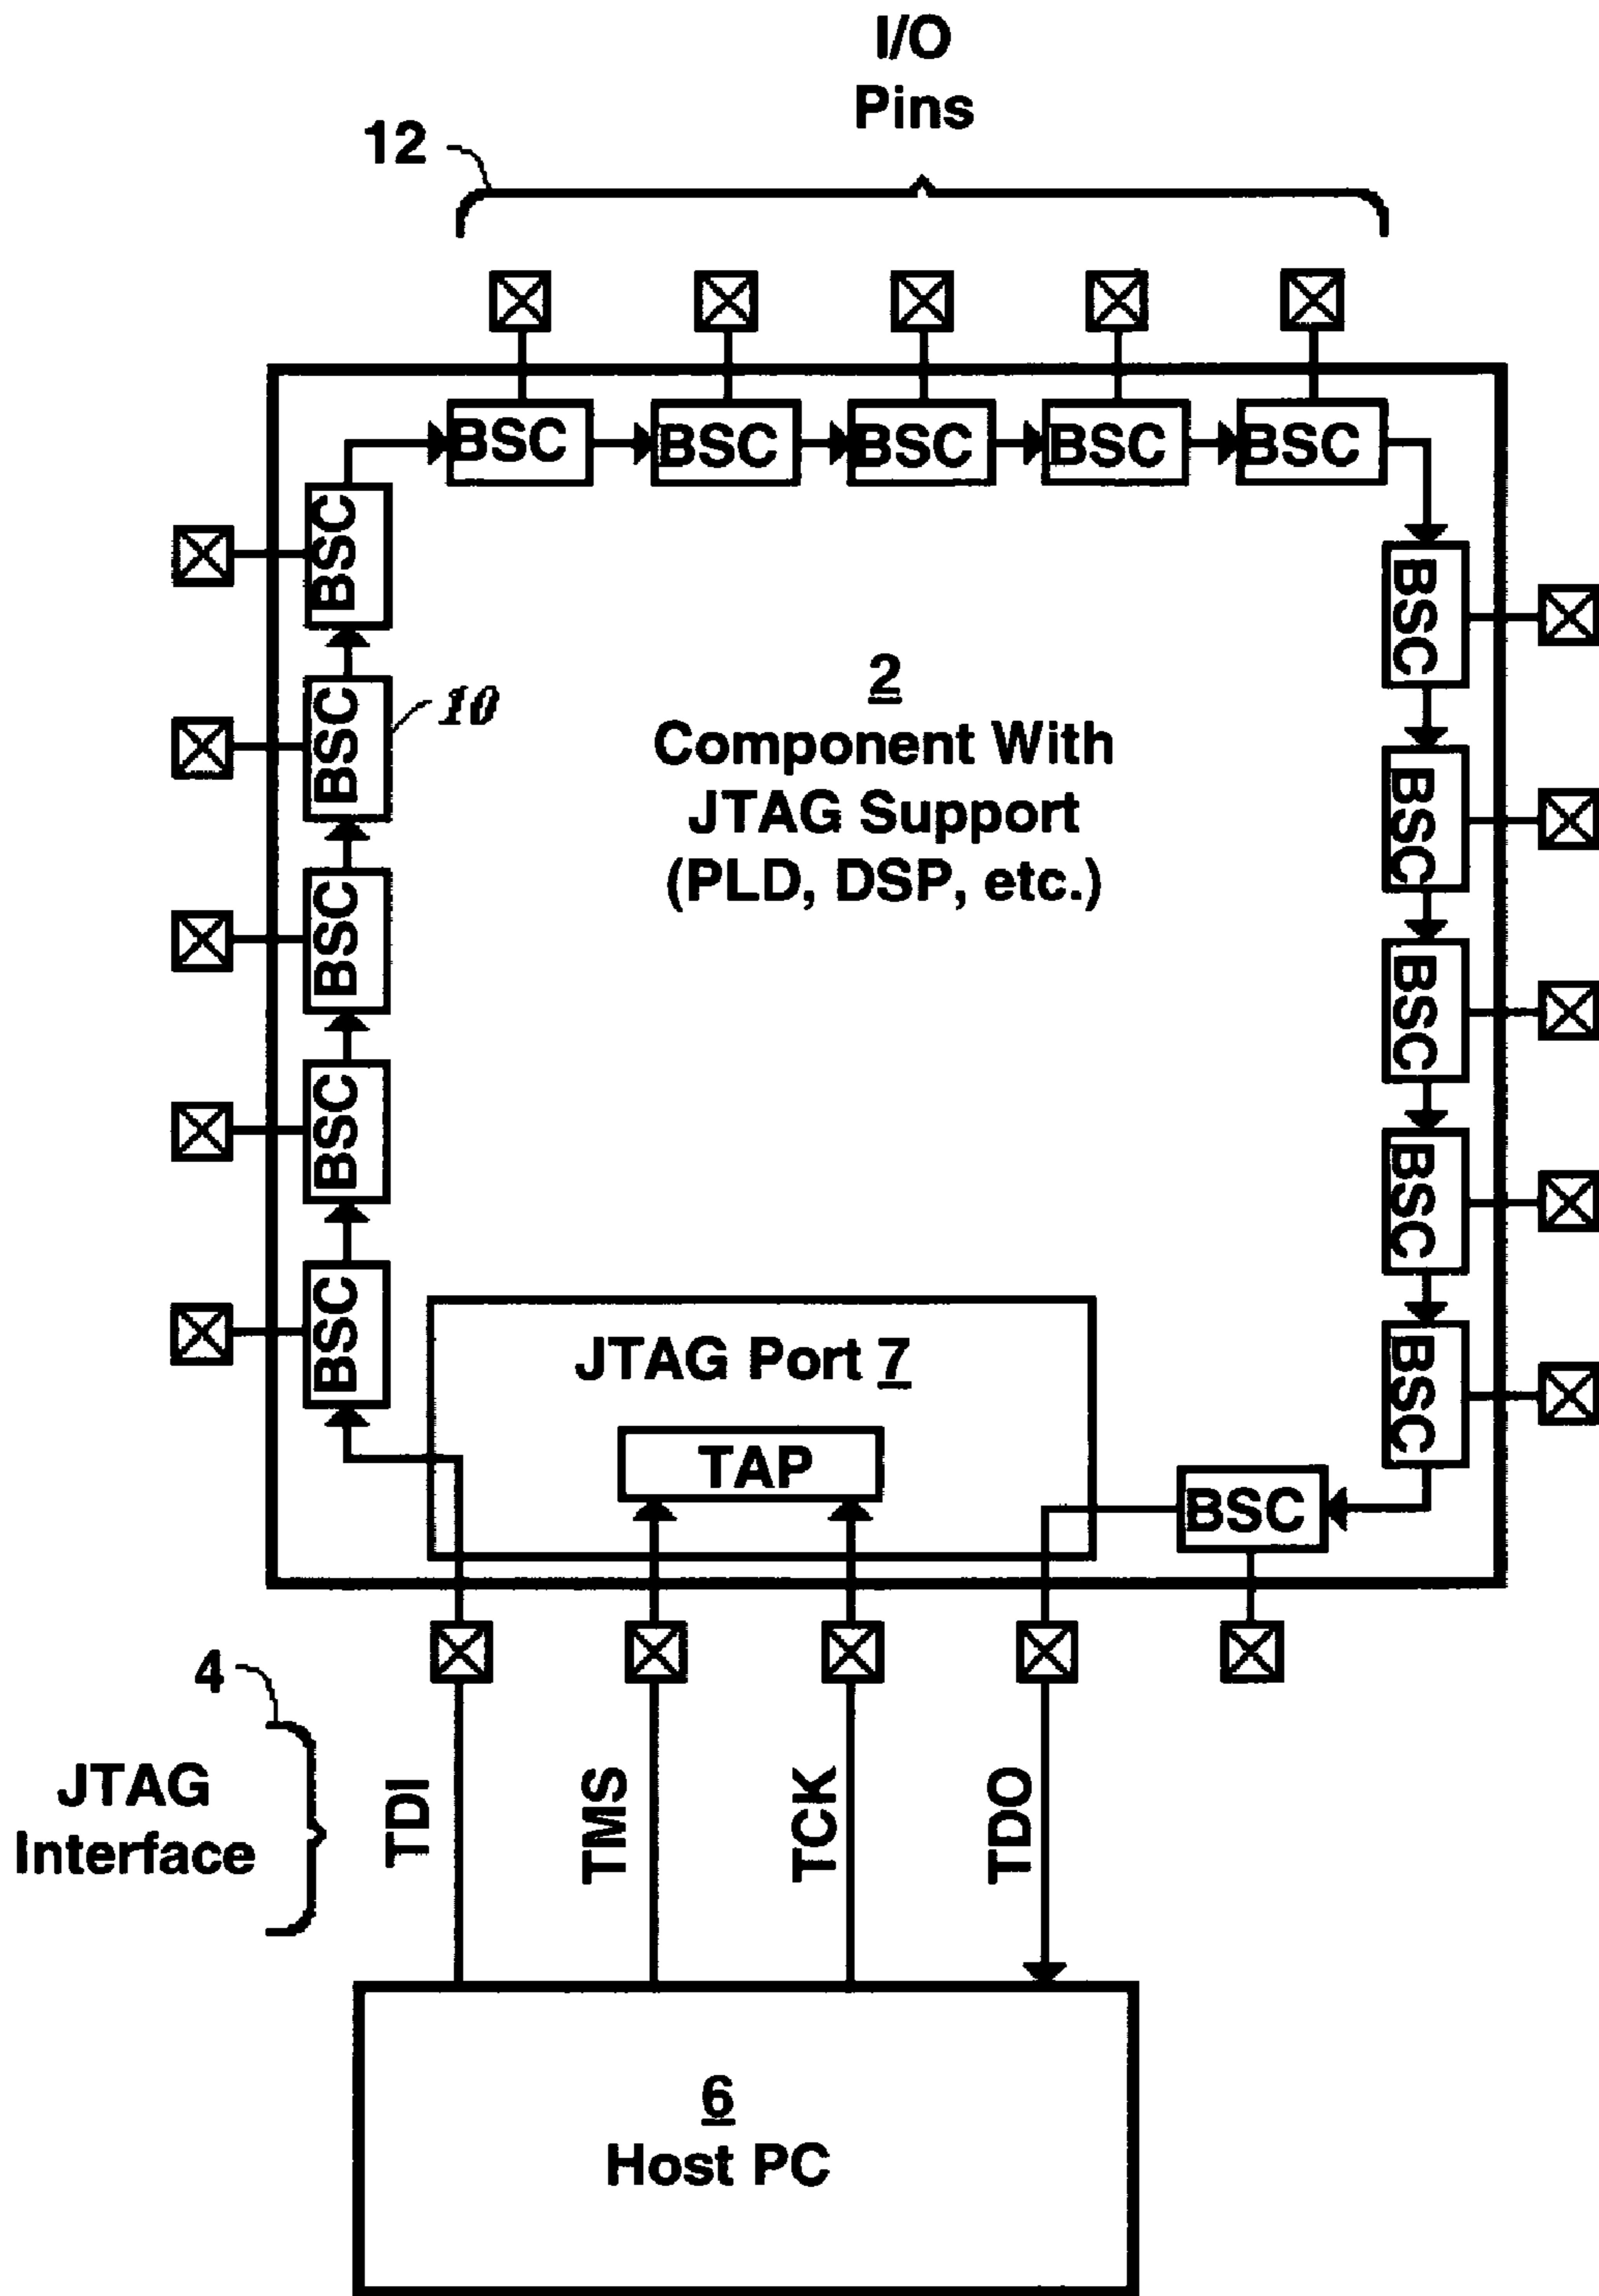 I/O
Pins
12
BSC BSC BSC BSC BSC
BSC
BSC
BSC
BSC
BSC
10
2
Component With
JTAG Support
(PLD, DSP, etc.)
BSC
BSC
BSC
BSC
BSC
JTAG Port 7
TAP
BSC
4
JTAG
Interface
TDI
TMS
TCK
TDO
6
Host PC